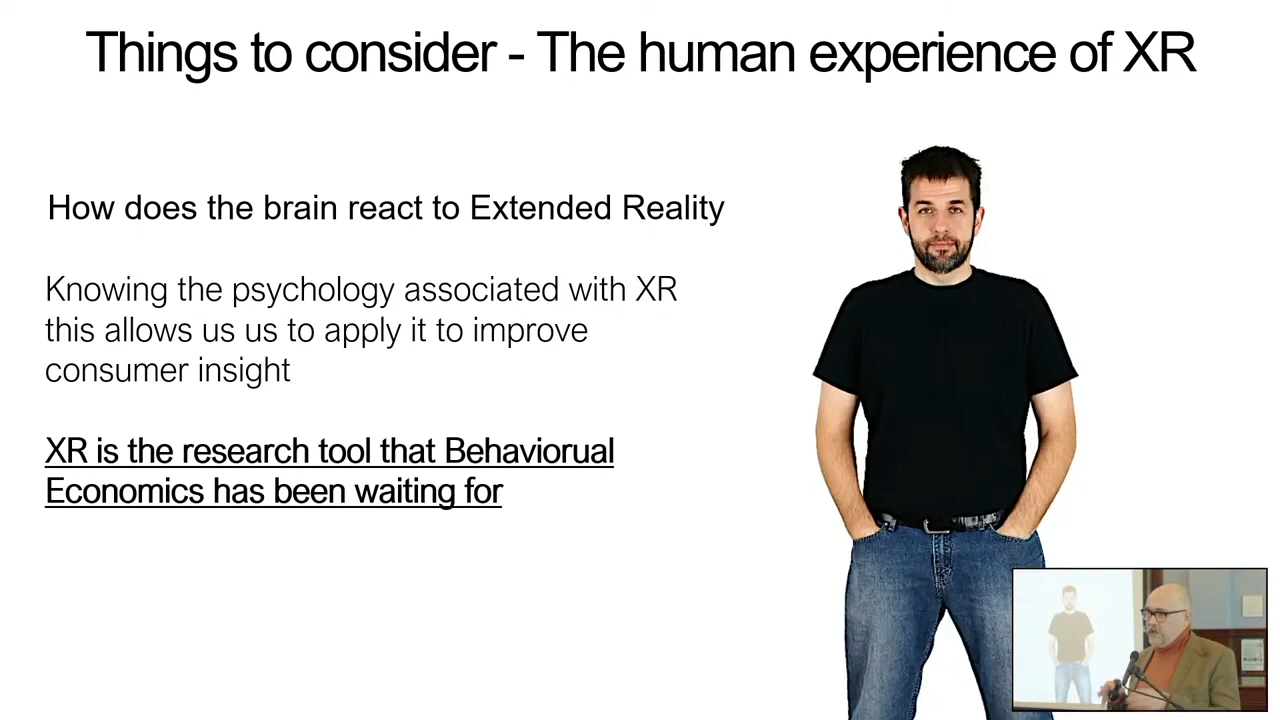 Things to consider - The human experience of XR
How does the brain react to Extended Reality
Knowing the psychology associated with XR
this allows us us to apply it to improve
consumer insight
XR is the research tool that Behaviorual
Economics has been waiting for